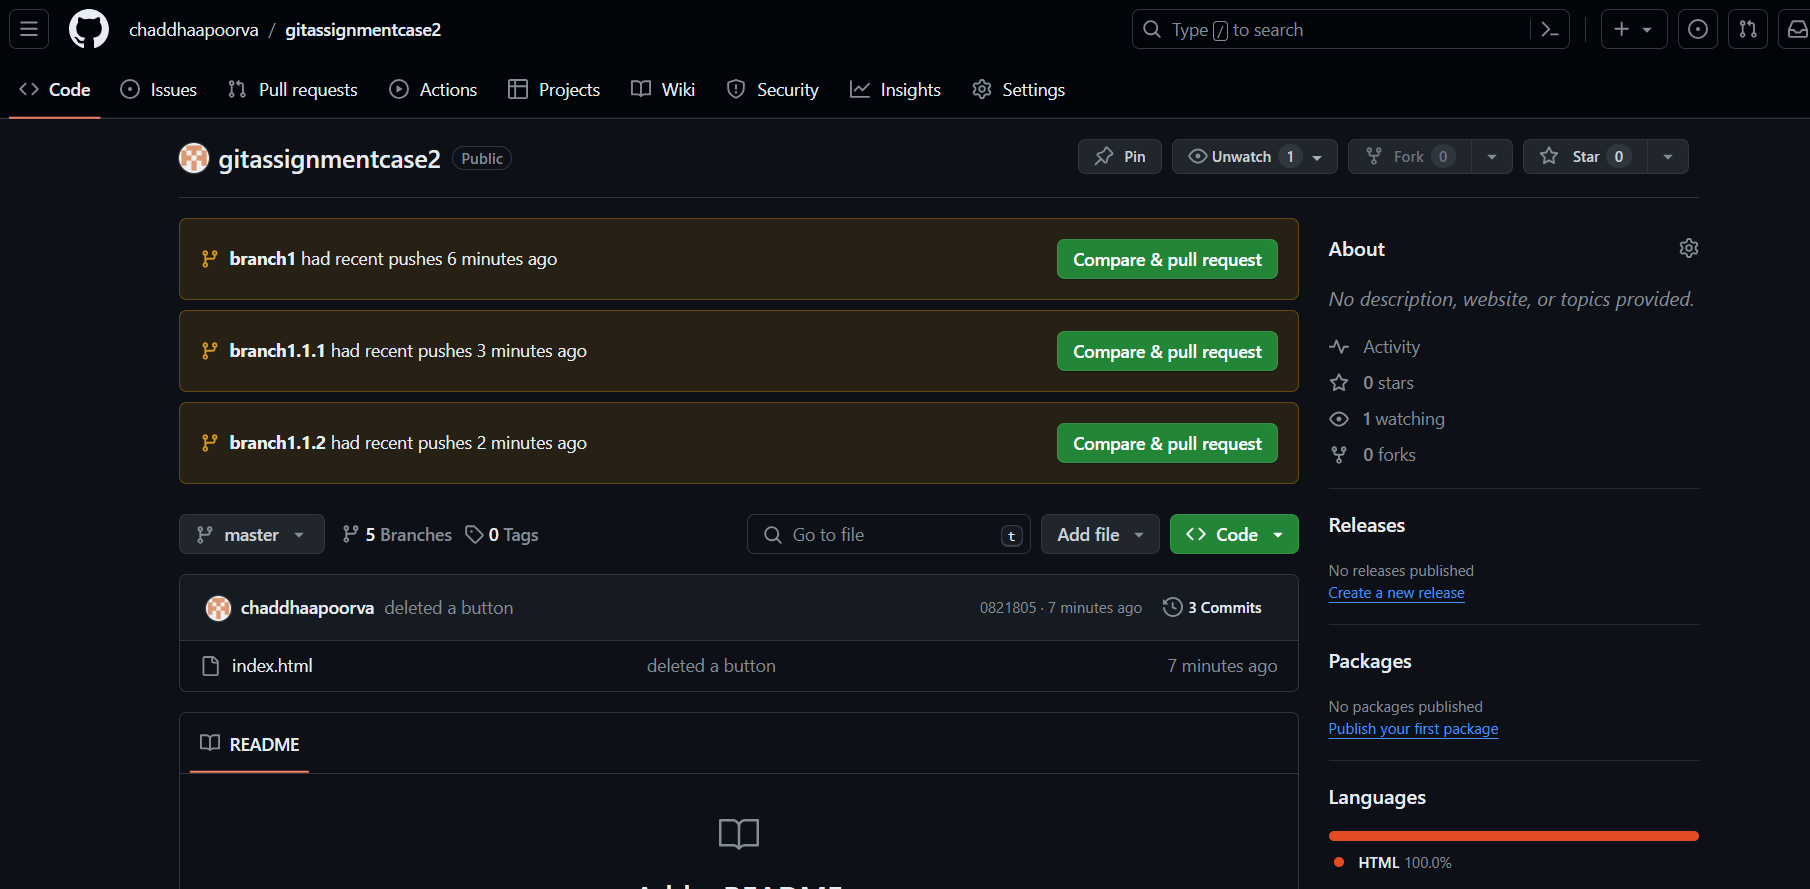 chaddhaapoorva / gitassignmentcase2
Type / to search
Code Issues Pull requests Actions Projects Wiki Security Insights Settings
gitassignmentcase2 Public
Pin Unwatch 1 Fork 0 Star 0
branch1 had recent pushes 6 minutes ago Compare & pull request
branch1.1.1 had recent pushes 3 minutes ago Compare & pull request
branch1.1.2 had recent pushes 2 minutes ago Compare & pull request
master 5 Branches 0 Tags Go to file t Add file Code
chaddhaapoorva deleted a button 0821805 · 7 minutes ago 3 Commits
index.html deleted a button 7 minutes ago
README
About
No description, website, or topics provided.
Activity
0 stars
1 watching
0 forks
Releases
No releases published
Create a new release
Packages
No packages published
Publish your first package
Languages
HTML 100.0%